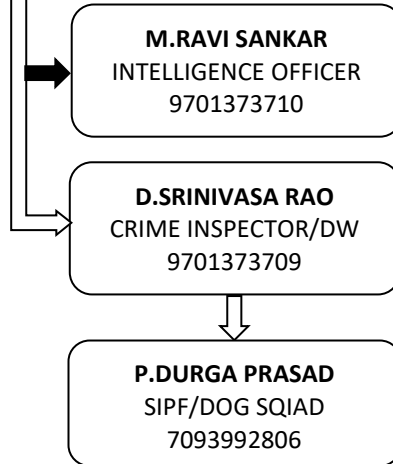 M.RAVI SANKAR
INTELLIGENCE OFFICER
9701373710
D.SRINIVASA RAO
CRIME INSPECTOR/DW
9701373709
P.DURGA PRASAD
SIPF/DOG SQIAD
7093992806